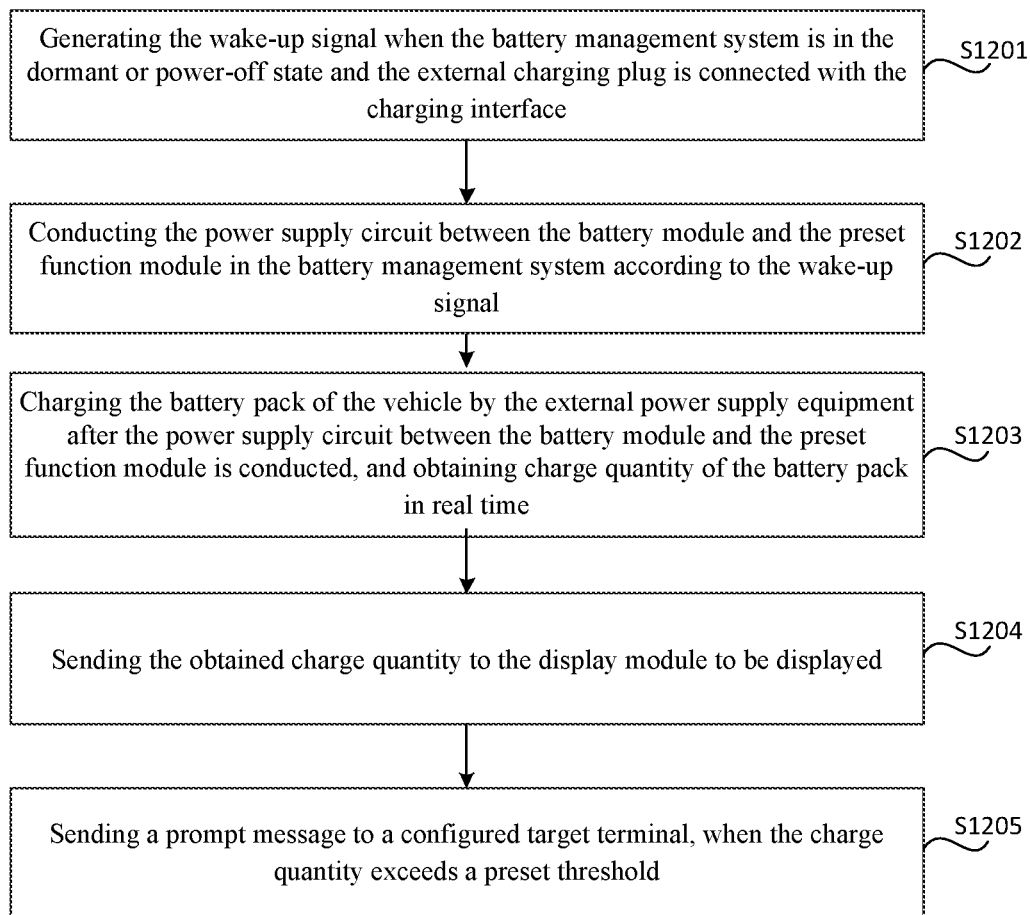 Generating the wake-up signal when the battery management system is in the
dormant or power-off state and the external charging plug is connected with the
charging interface
S1201
Conducting the power supply circuit between the battery module and the preset
function module in the battery management system according to the wake-up
signal
S1202
Charging the battery pack of the vehicle by the external power supply equipment
after the power supply circuit between the battery module and the preset
function module is conducted, and obtaining charge quantity of the battery pack
in real time
S1203
Sending the obtained charge quantity to the display module to be displayed
S1204
Sending a prompt message to a configured target terminal, when the charge
quantity exceeds a preset threshold
S1205